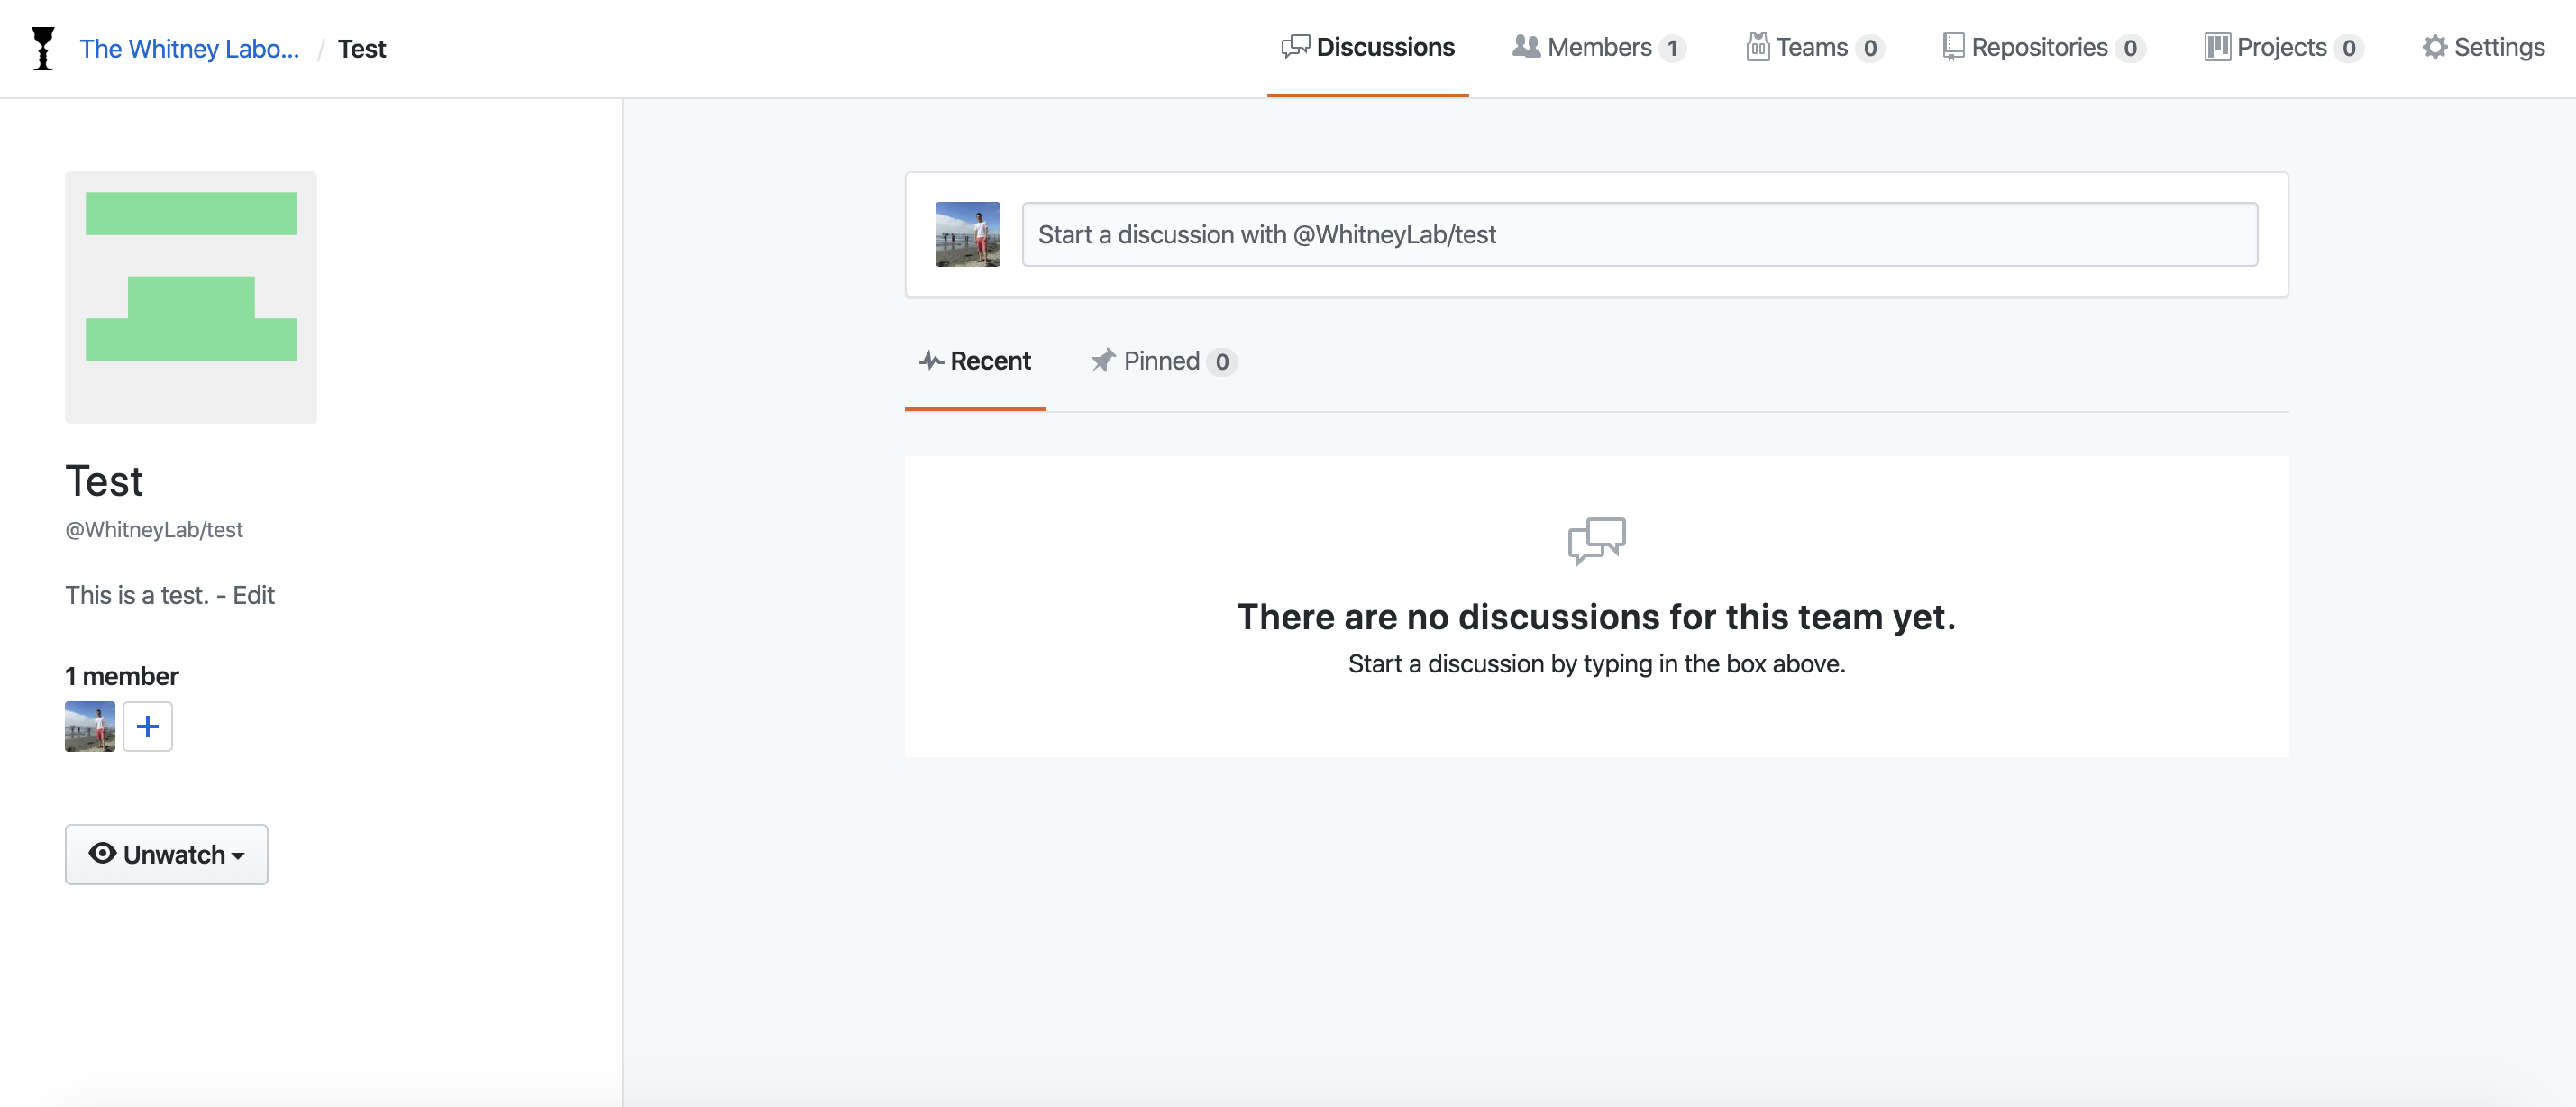 The Whitney Labo... / Test
Discussions Members 1 Teams 0 Repositories 0 Projects 0 Settings
Test
@WhitneyLab/test
This is a test. - Edit
1 member
Unwatch
Start a discussion with @WhitneyLab/test
Recent Pinned 0
There are no discussions for this team yet.
Start a discussion by typing in the box above.